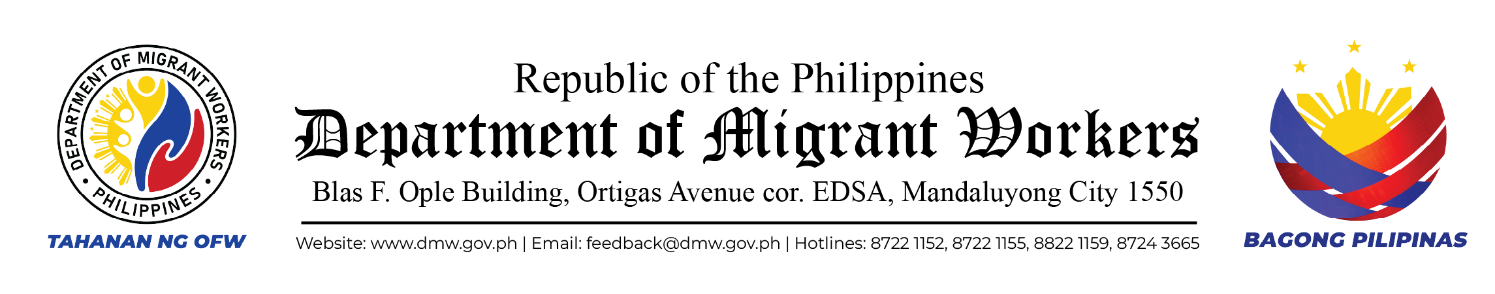 DEPARTMENT OF MIGRANT WORKERS
• PHILIPPINES •
TAHANAN NG OFW
Republic of the Philippines
Department of Migrant Workers
Blas F. Ople Building, Ortigas Avenue cor. EDSA, Mandaluyong City 1550
Website: www.dmw.gov.ph | Email: feedback@dmw.gov.ph | Hotlines: 8722 1152, 8722 1155, 8822 1159, 8724 3665
BAGONG PILIPINAS